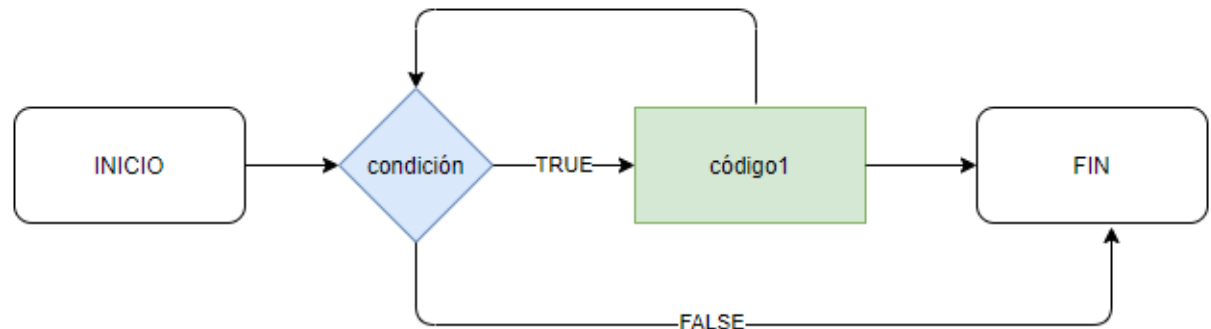 INICIO
condición
TRUE
código1
FIN
FALSE